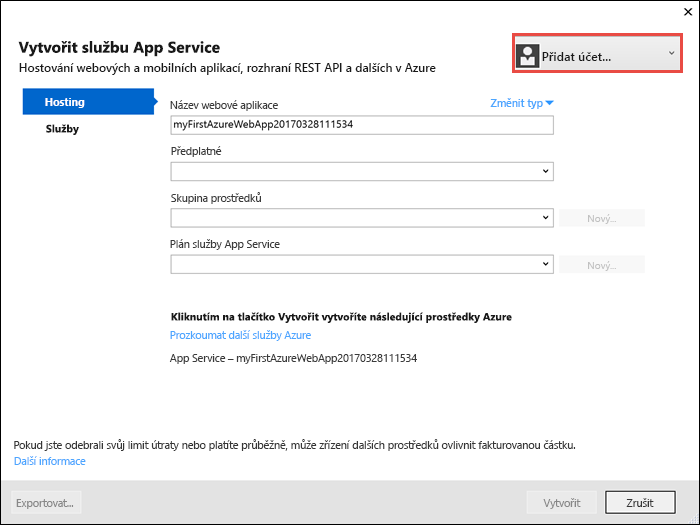 Vytvořit službu App Service
Hostování webových a mobilních aplikací, rozhraní REST API a dalších v Azure
Přidat účet...
Hosting
Služby
Název webové aplikace
Změnit typ
myFirstAzureWebApp20170328111534
Předplatné
Skupina prostředků
Nový...
Plán služby App Service
Nový...
Kliknutím na tlačítko Vytvořit vytvoříte následující prostředky Azure
Prozkoumat další služby Azure
App Service – myFirstAzureWebApp20170328111534
Pokud jste odebrali svůj limit útraty nebo platíte průběžně, může zřízení dalších prostředků ovlivnit fakturovanou částku.
Další informace
Exportovat...
Vytvořit
Zrušit